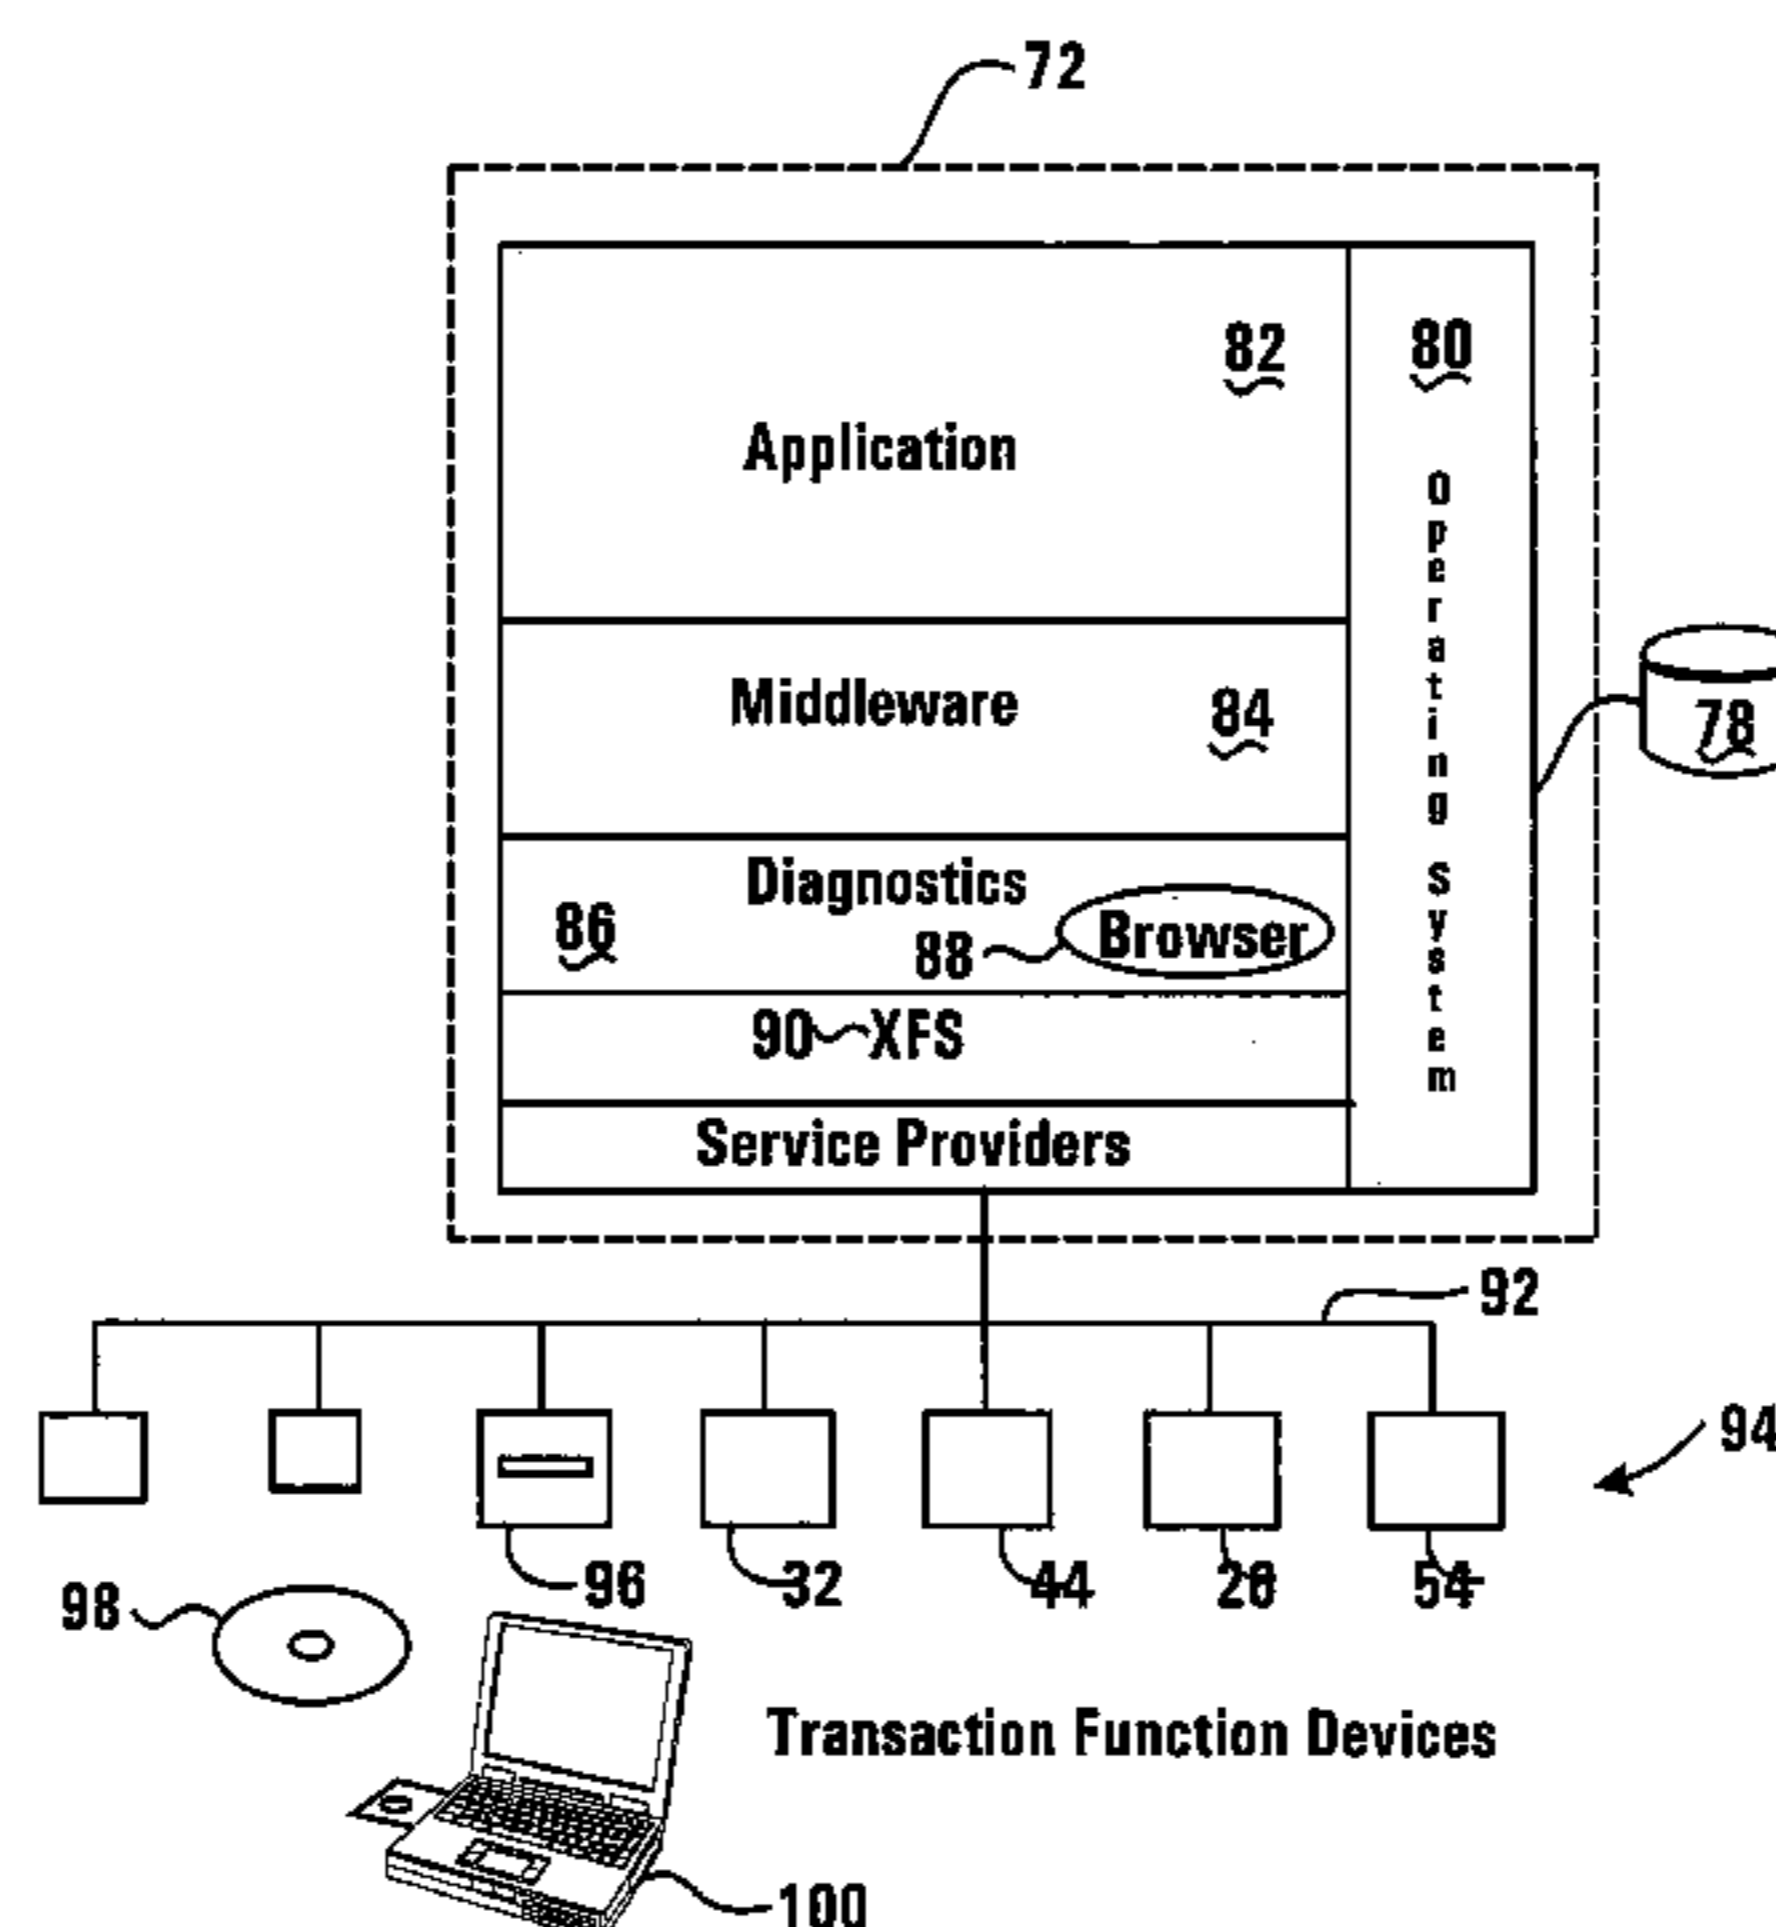 72
82
80
Application
Operating System
Middleware
84
78
Diagnostics
86
88
Browser
90
XFS
Service Providers
92
94
96
32
44
26
54
98
Transaction Function Devices
100